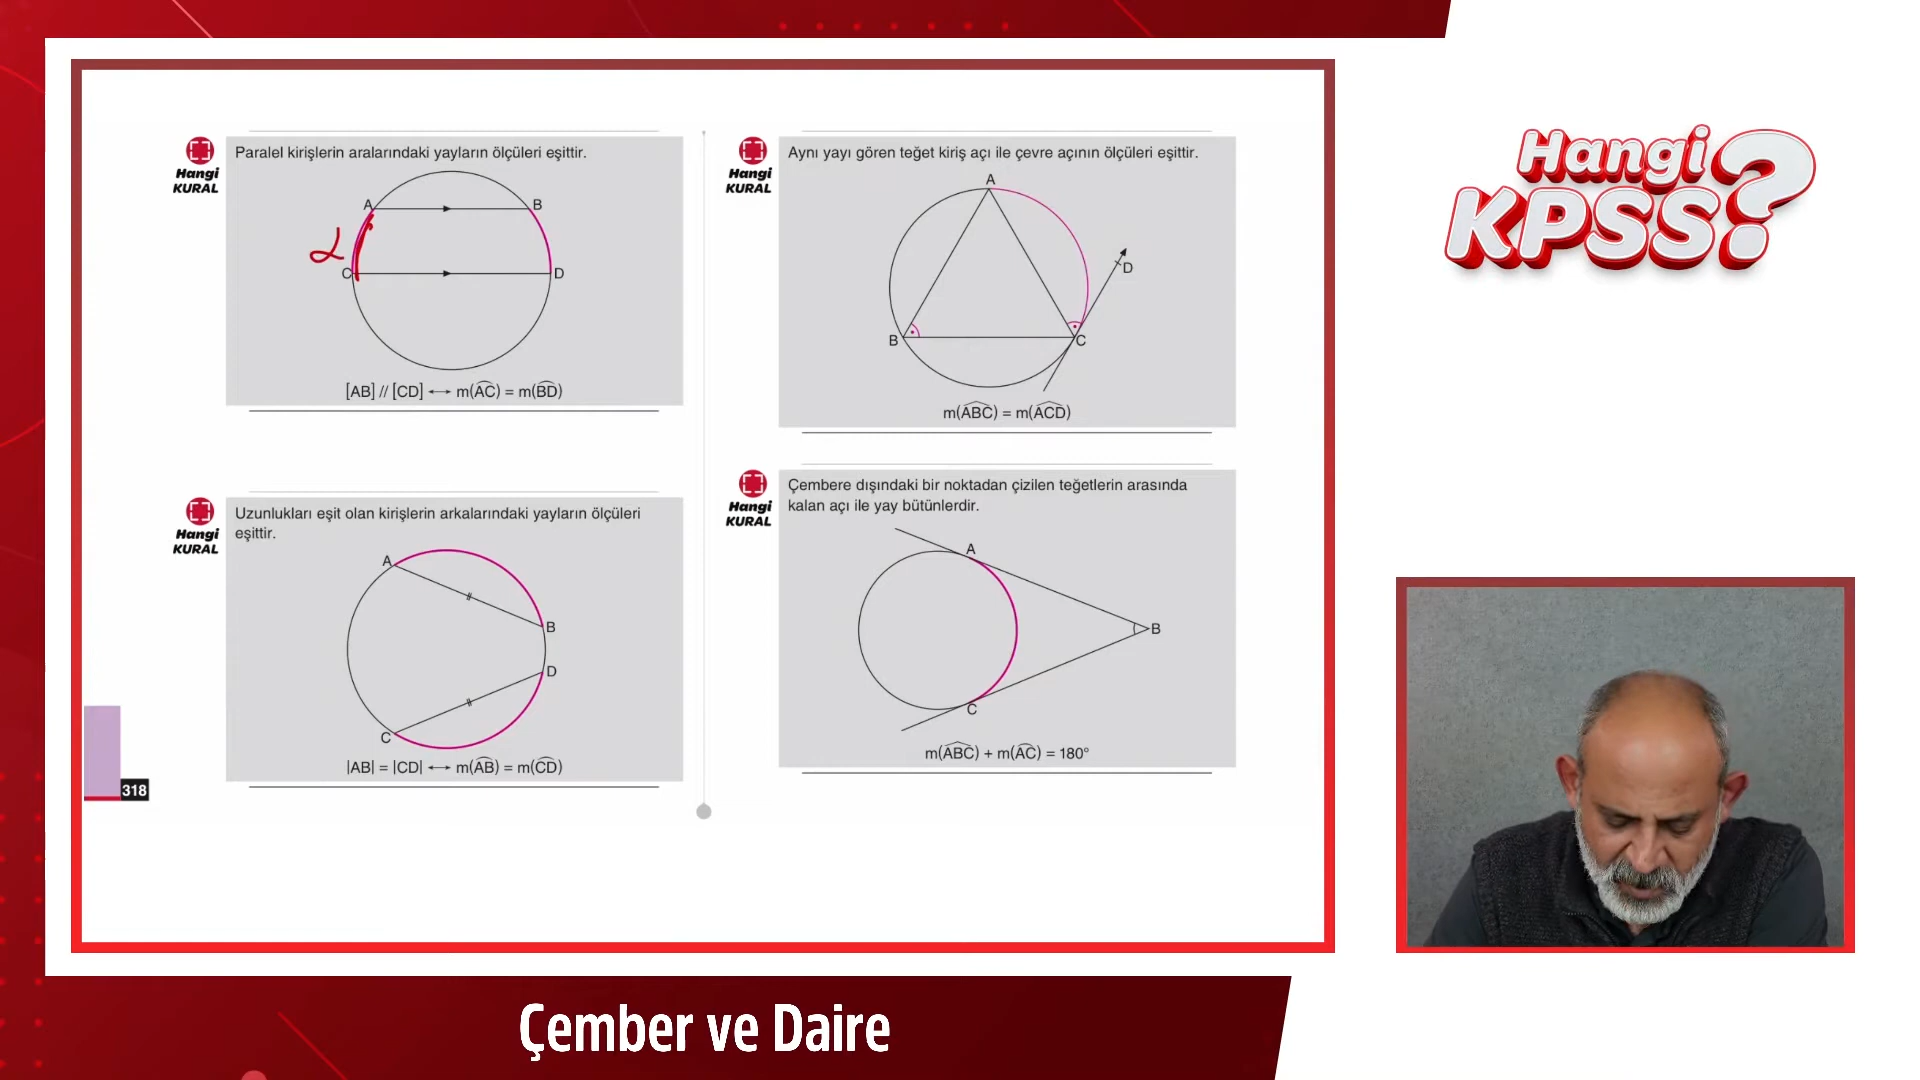 Hangi
KURAL
Paralel kirişlerin aralarındaki yayların ölçüleri eşittir.
A
B
α
C
D
[AB] // [CD] ⟷ m(AC) = m(BD)
Hangi
KURAL
Uzunlukları eşit olan kirişlerin arkalarındaki yayların ölçüleri
eşittir.
A
B
D
C
|AB| = |CD| ⟷ m(AB) = m(CD)
318
Hangi
KURAL
Aynı yayı gören teğet kiriş açı ile çevre açının ölçüleri eşittir.
A
D
B
C
m(ABC) = m(ACD)
Hangi
KURAL
Çembere dışındaki bir noktadan çizilen teğetlerin arasında
kalan açı ile yay bütünlerdir.
A
B
C
m(ABC) + m(AC) = 180°
Hangi
KPSS?
Çember ve Daire